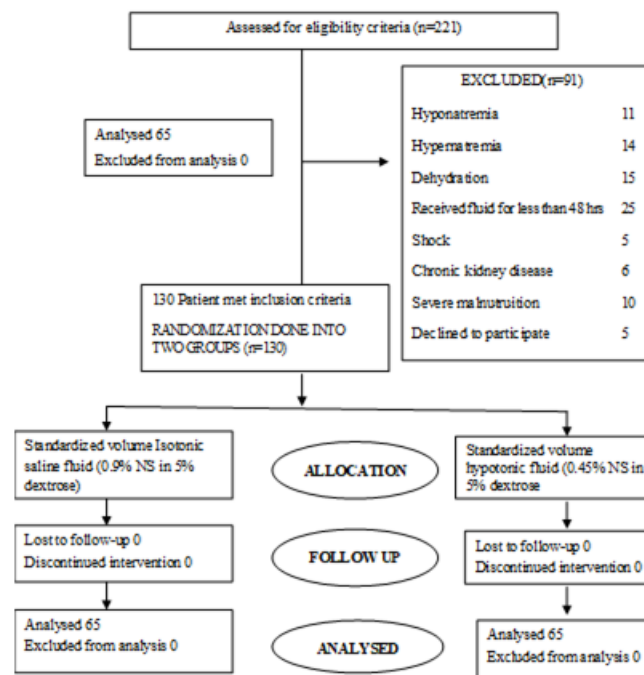 Assessed for eligibility criteria (n=221)
EXCLUDED(n=91)
Hyponatremia 11
Hypernatremia 14
Dehydration 15
Received fluid for less than 48 hrs 25
Shock 5
Chronic kidney disease 6
Severe malnutruition 10
Declined to participate 5
Analysed 65
Excluded from analysis 0
130 Patient met inclusion criteria
RANDOMIZATION DONE INTO
TWO GROUPS (n=130)
Standardized volume Isotonic
saline fluid (0.9% NS in 5%
dextrose)
ALLOCATION
Standardized volume
hypotonic fluid (0.45% NS in
5% dextrose
Lost to follow-up 0
Discontinued intervention 0
FOLLOW UP
Lost to follow-up 0
Discontinued intervention 0
Analysed 65
Excluded from analysis 0
ANALYSED
Analysed 65
Excluded from analysis 0